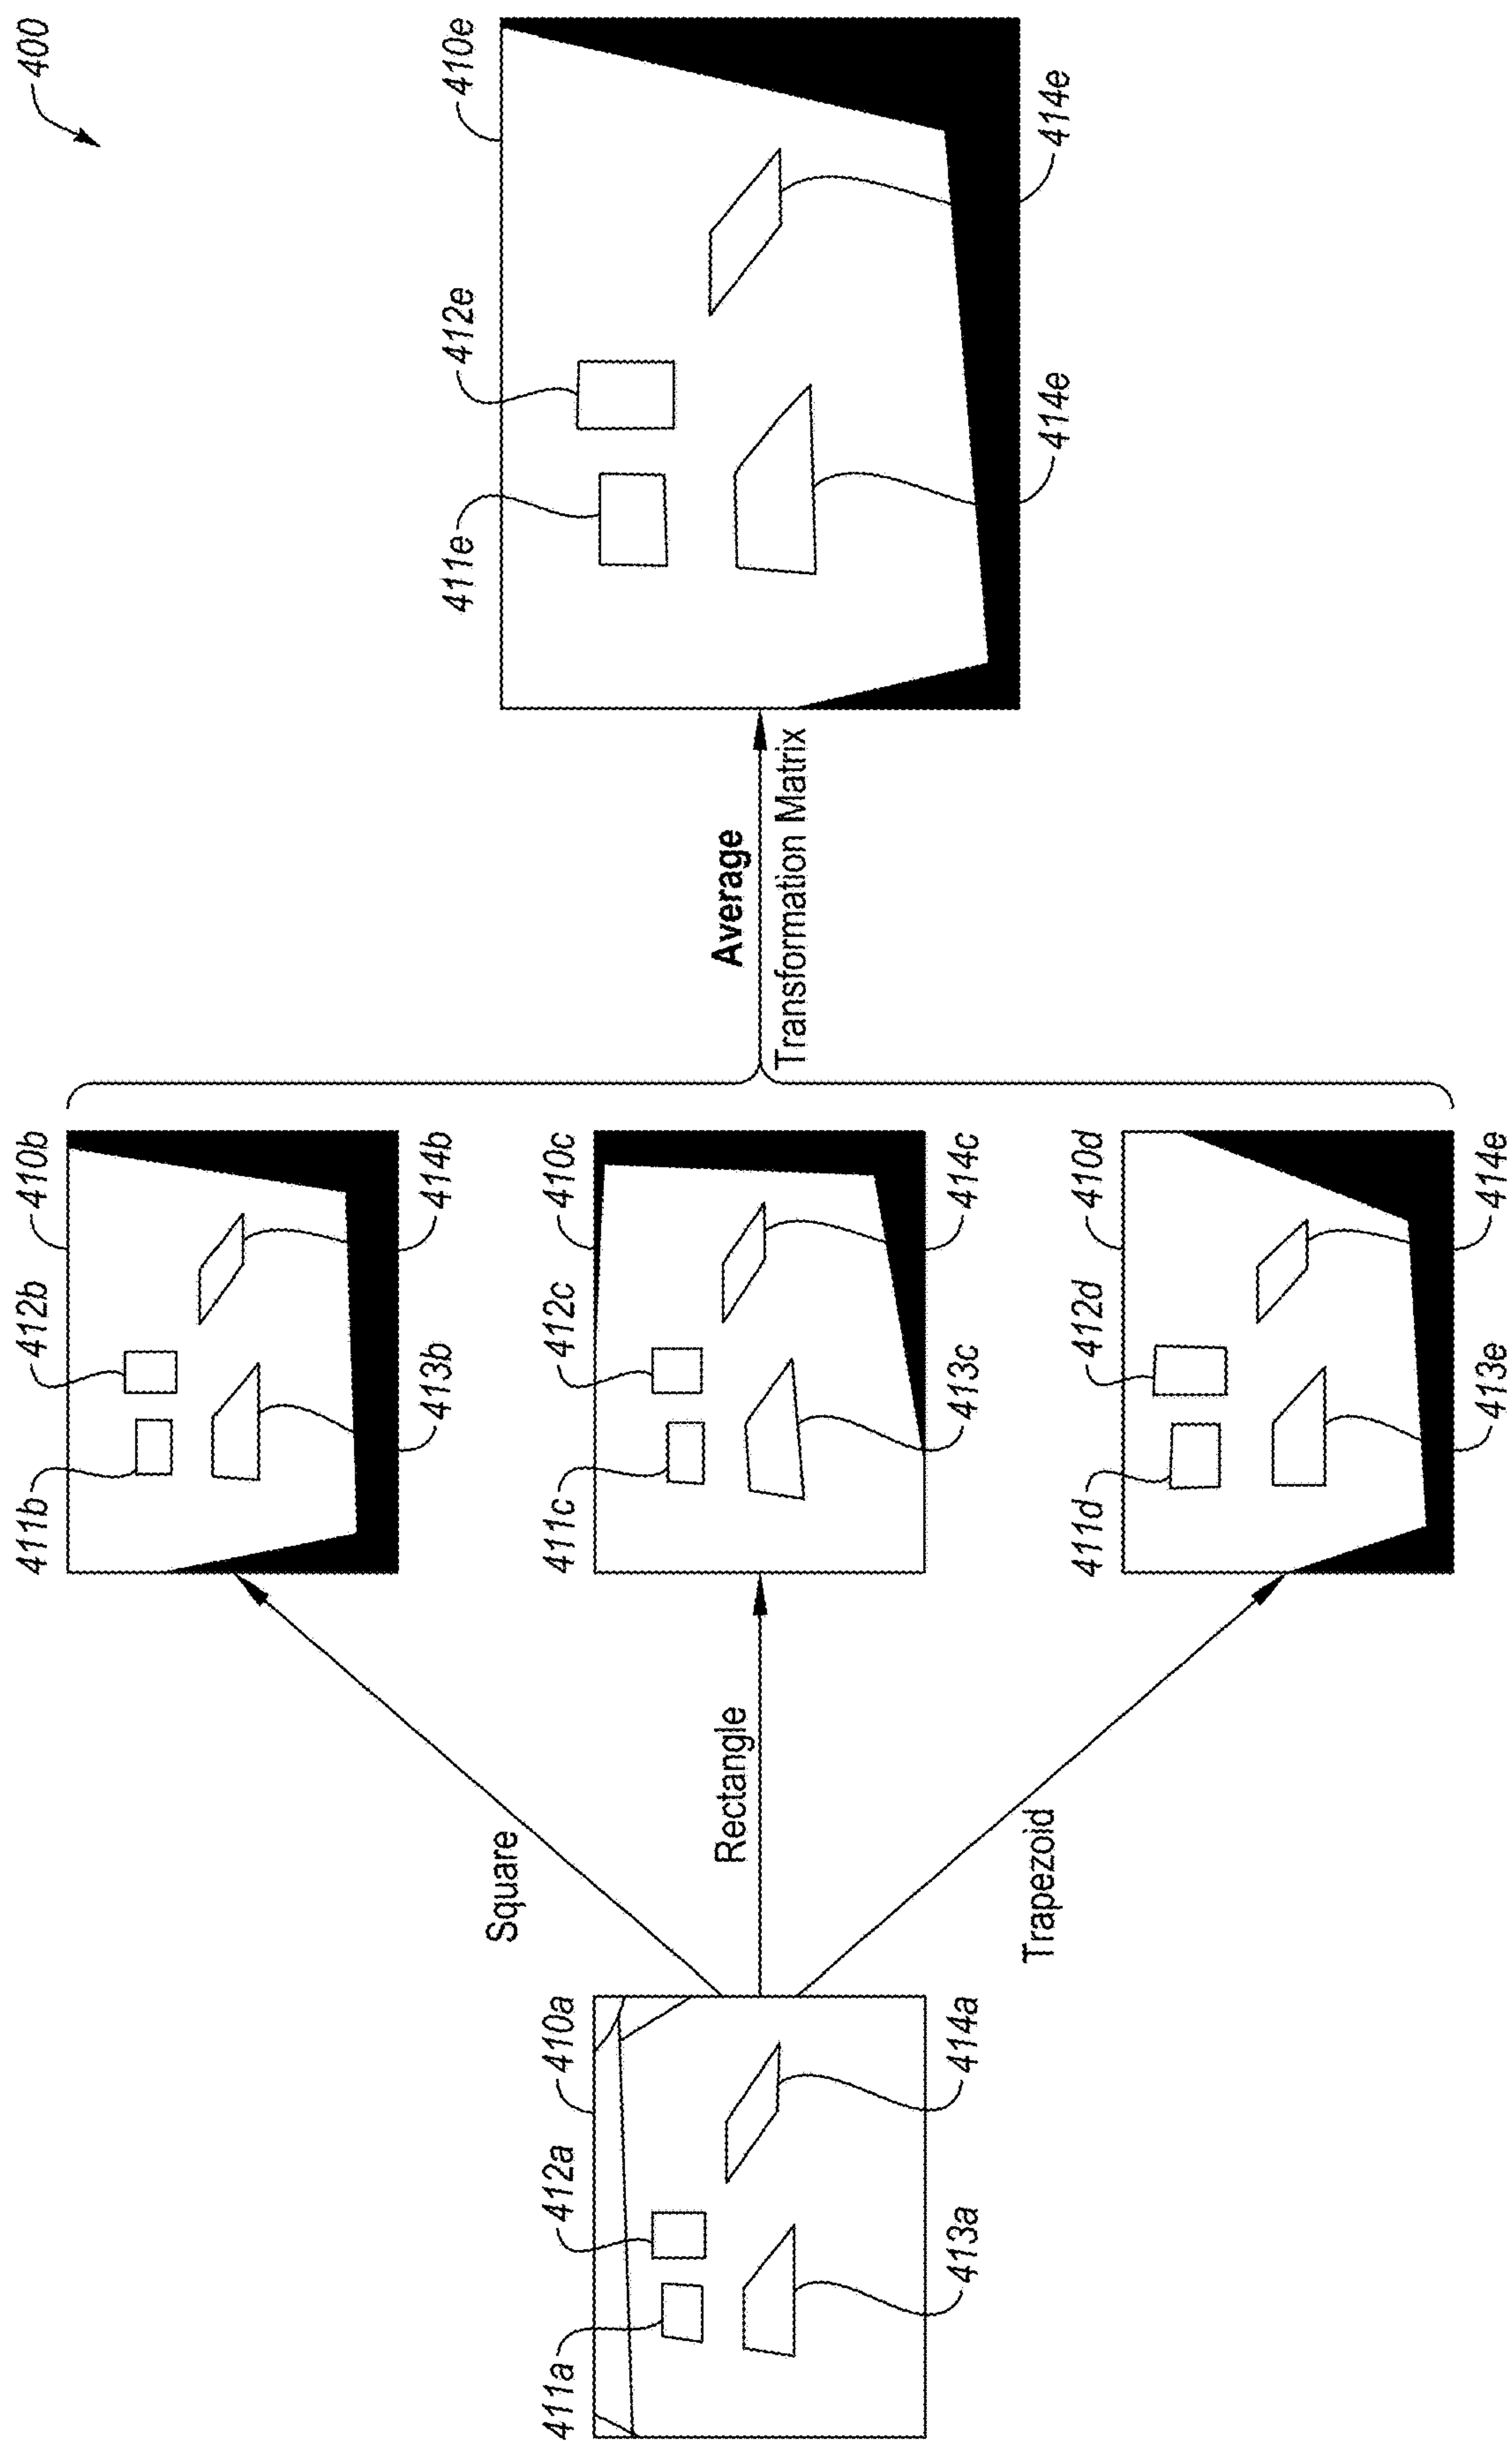 400
410a
412a
411a
413a
414a
Square
Rectangle
Trapezoid
410b
412b
411b
413b
414b
410c
412c
411c
413c
414c
410d
412d
411d
413e
414e
Average
Transformation Matrix
410e
412e
411e
414e
414e